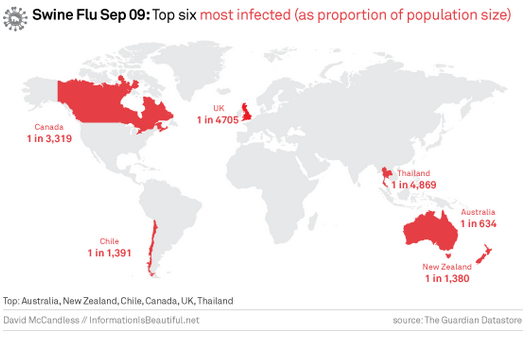 Swine Flu Sep 09: Top six most infected (as proportion of population size)
Canada
1 in 3,319
UK
1 in 4705
Thailand
1 in 4,869
Australia
1 in 634
Chile
1 in 1,391
New Zealand
1 in 1,380
Top: Australia, New Zealand, Chile, Canada, UK, Thailand
David McCandless // InformationIsBeautiful.net
source: The Guardian Datastore